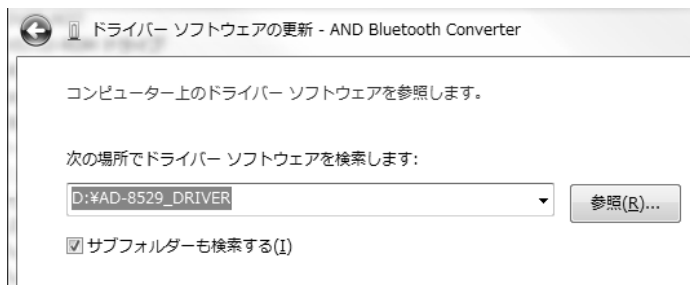 ドライバー ソフトウェアの更新 - AND Bluetooth Converter
コンピューター上のドライバー ソフトウェアを参照します。
次の場所でドライバー ソフトウェアを検索します:
D:¥AD-8529_DRIVER
参照(R)...
サブフォルダーも検索する(I)